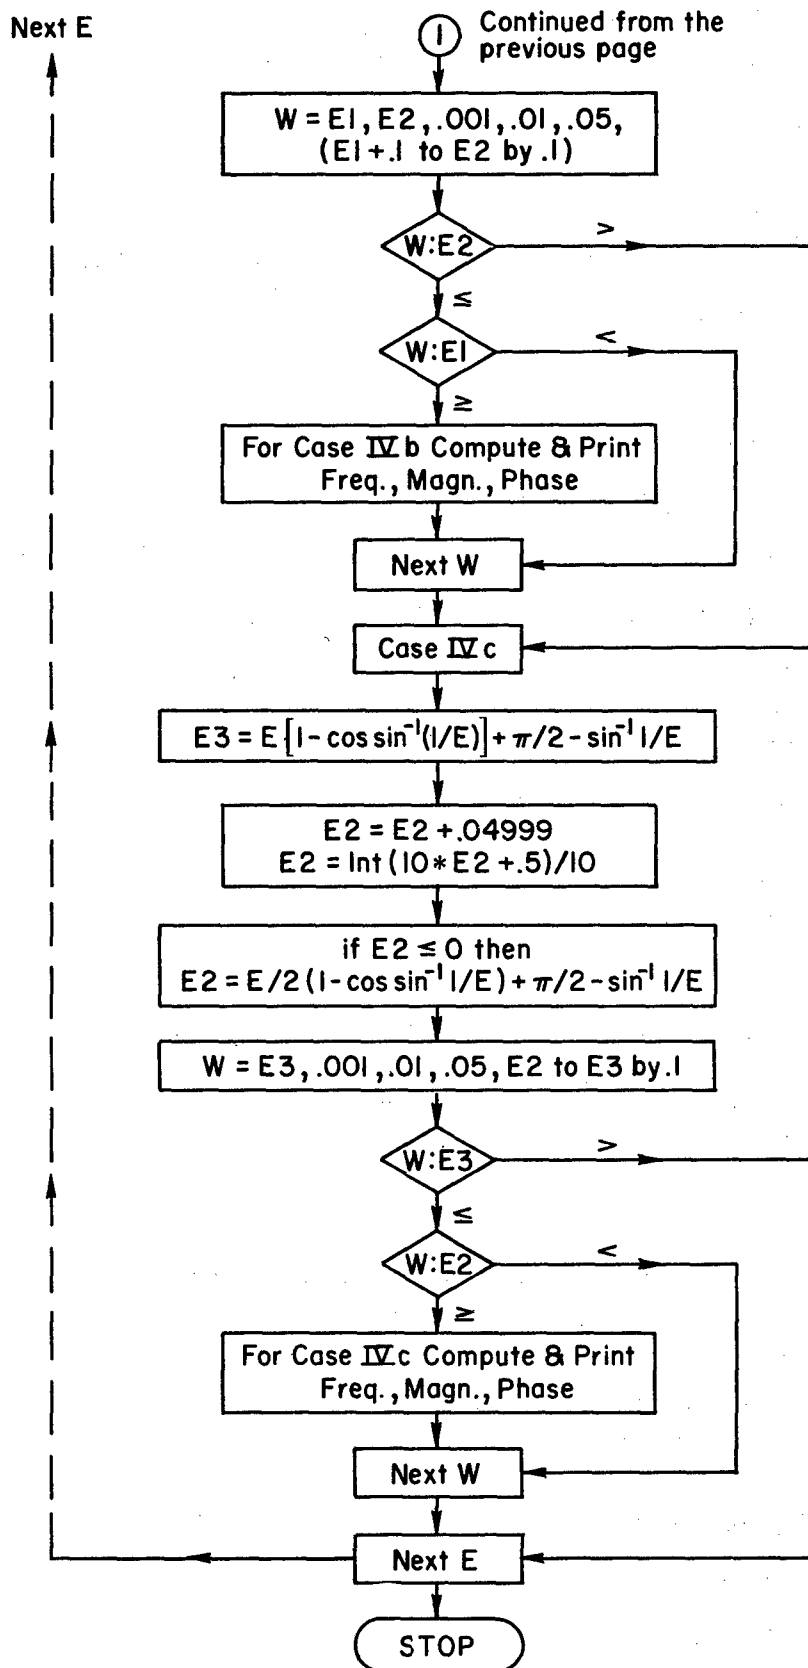 Next E
1
Continued from the
previous page
W = E1, E2, .001, .01, .05,
(E1 + .1 to E2 by .1)
W:E2
>
≤
W:E1
<
≥
For Case IV b Compute & Print
Freq., Magn., Phase
Next W
Case IV c
E3 = E [1 - cos sin⁻¹ (1/E)] + π/2 - sin⁻¹ 1/E
E2 = E2 + .04999
E2 = Int (10 * E2 + .5)/10
if E2 ≤ 0 then
E2 = E/2 (1 - cos sin⁻¹ 1/E) + π/2 - sin⁻¹ 1/E
W = E3, .001, .01, .05, E2 to E3 by .1
W:E3
>
≤
W:E2
<
≥
For Case IV c Compute & Print
Freq., Magn., Phase
Next W
Next E
STOP